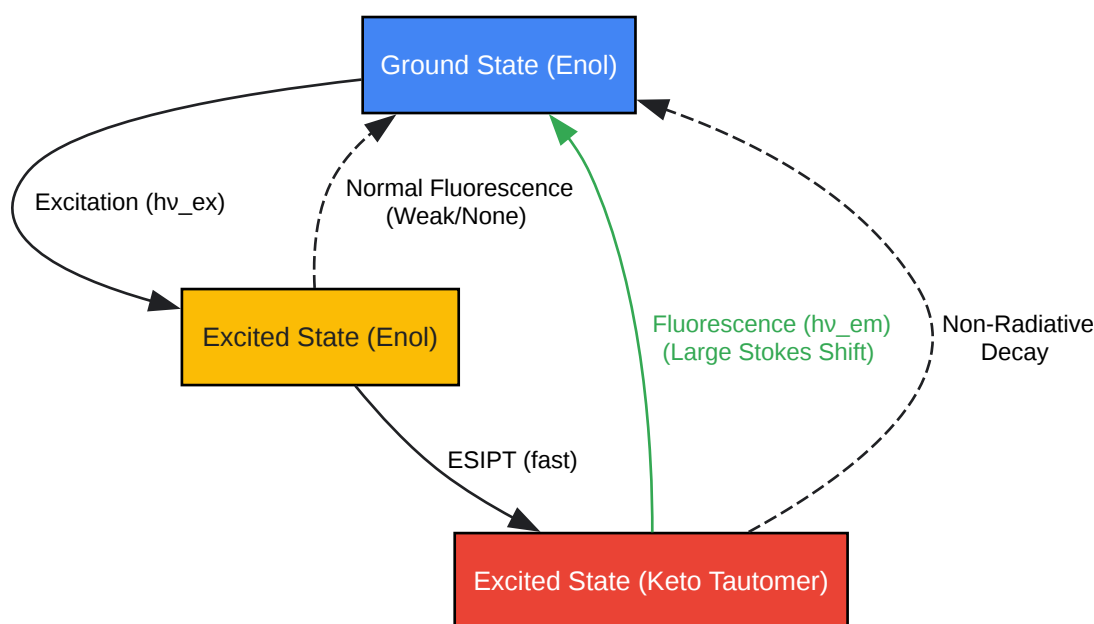 Ground State (Enol)
Excitation (hν_ex)
Normal Fluorescence
(Weak/None)
Excited State (Enol)
Fluorescence (hν_em)
(Large Stokes Shift)
Non-Radiative
Decay
ESIPT (fast)
Excited State (Keto Tautomer)